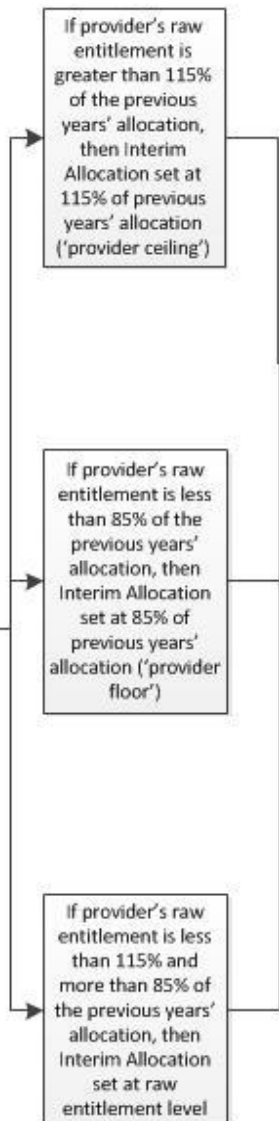 If provider's raw
entitlement is
greater than 115%
of the previous
years' allocation,
then Interim
Allocation set at
115% of previous
years' allocation
('provider ceiling')
If provider's raw
entitlement is less
than 85% of the
previous years'
allocation, then
Interim Allocation
set at 85% of
previous years'
allocation ('provider
floor')
If provider's raw
entitlement is less
than 115% and
more than 85% of
the previous years'
allocation, then
Interim Allocation
set at raw
entitlement level